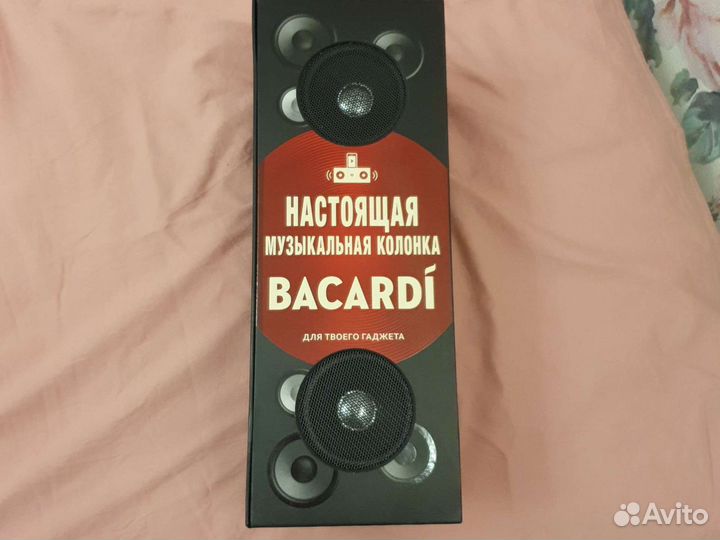 НАСТОЯЩАЯ
МУЗЫКАЛЬНАЯ КОЛОНКА
BACARDÍ
ДЛЯ ТВОЕГО ГАДЖЕТА
Avito